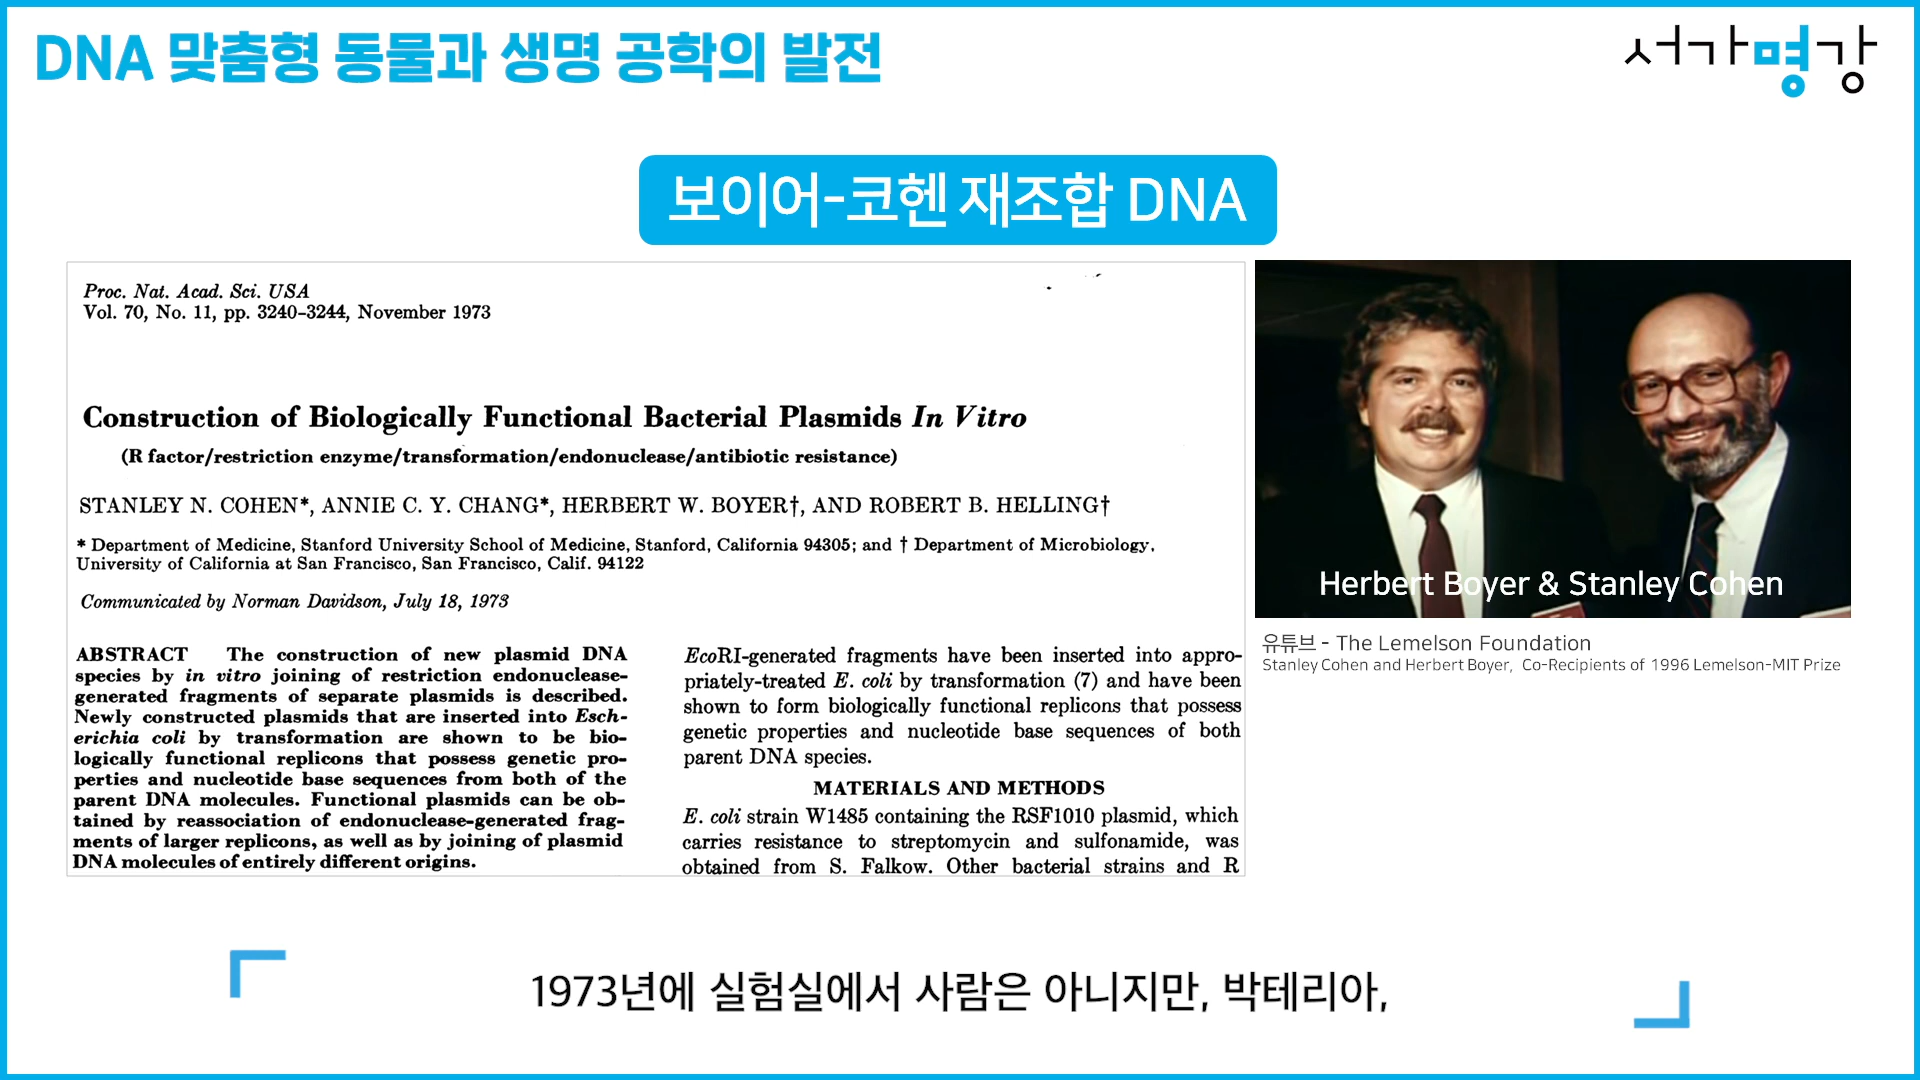 DNA 맞춤형 동물과 생명 공학의 발전
서가명강
보이어-코헨 재조합 DNA
Proc. Nat. Acad. Sci. USA
Vol. 70, No. 11, pp. 3240–3244, November 1973
Construction of Biologically Functional Bacterial Plasmids In Vitro
(R factor/restriction enzyme/transformation/endonuclease/antibiotic resistance)
STANLEY N. COHEN*, ANNIE C. Y. CHANG*, HERBERT W. BOYER†, AND ROBERT B. HELLING†
* Department of Medicine, Stanford University School of Medicine, Stanford, California 94305; and † Department of Microbiology,
University of California at San Francisco, San Francisco, Calif. 94122
Communicated by Norman Davidson, July 18, 1973
ABSTRACT The construction of new plasmid DNA
species by in vitro joining of restriction endonuclease-
generated fragments of separate plasmids is described.
Newly constructed plasmids that are inserted into Esch-
erichia coli by transformation are shown to be bio-
logically functional replicons that possess genetic pro-
perties and nucleotide base sequences from both of the
parent DNA molecules. Functional plasmids can be ob-
tained by reassociation of endonuclease-generated frag-
ments of larger replicons, as well as by joining of plasmid
DNA molecules of entirely different origins.
EcoRI-generated fragments have been inserted into appro-
priately-treated E. coli by transformation (7) and have been
shown to form biologically functional replicons that possess
genetic properties and nucleotide base sequences of both
parent DNA species.
MATERIALS AND METHODS
E. coli strain W1485 containing the RSF1010 plasmid, which
carries resistance to streptomycin and sulfonamide, was
obtained from S. Falkow. Other bacterial strains and R
Herbert Boyer & Stanley Cohen
유튜브 - The Lemelson Foundation
Stanley Cohen and Herbert Boyer, Co-Recipients of 1996 Lemelson-MIT Prize
1973년에 실험실에서 사람은 아니지만, 박테리아,